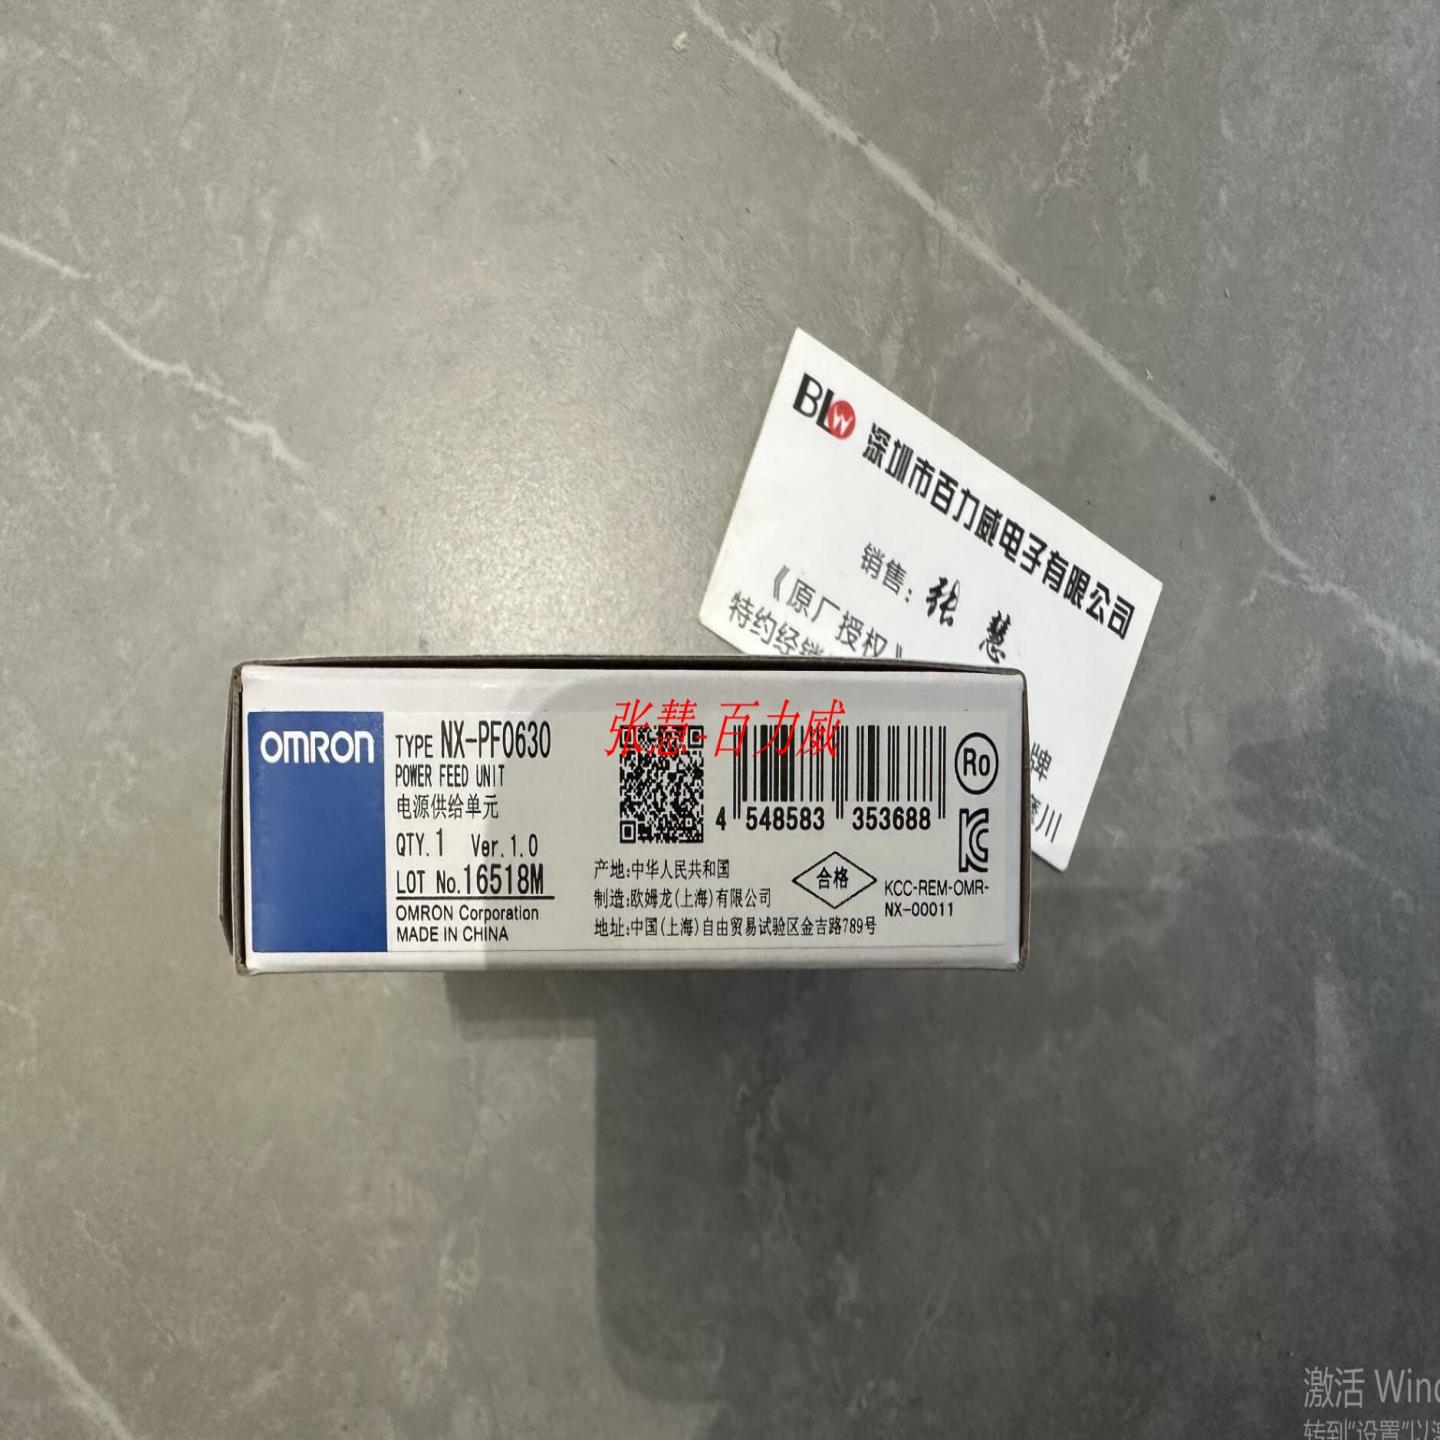 BLW 深圳市百力威电子有限公司
销售：张 慧
《原厂授权》
特约经销
牌
川
张慧-百力威
OMRON
TYPE NX-PF0630
POWER FEED UNIT
电源供给单元
QTY.1 Ver.1.0
LOT No.16518M
OMRON Corporation
MADE IN CHINA
4 548583 353688
Ro
产地:中华人民共和国
制造:欧姆龙(上海)有限公司
地址:中国(上海)自由贸易试验区金吉路789号
合格
KCC-REM-OMR-
NX-00011
激活 Wind
转到"设置"以激